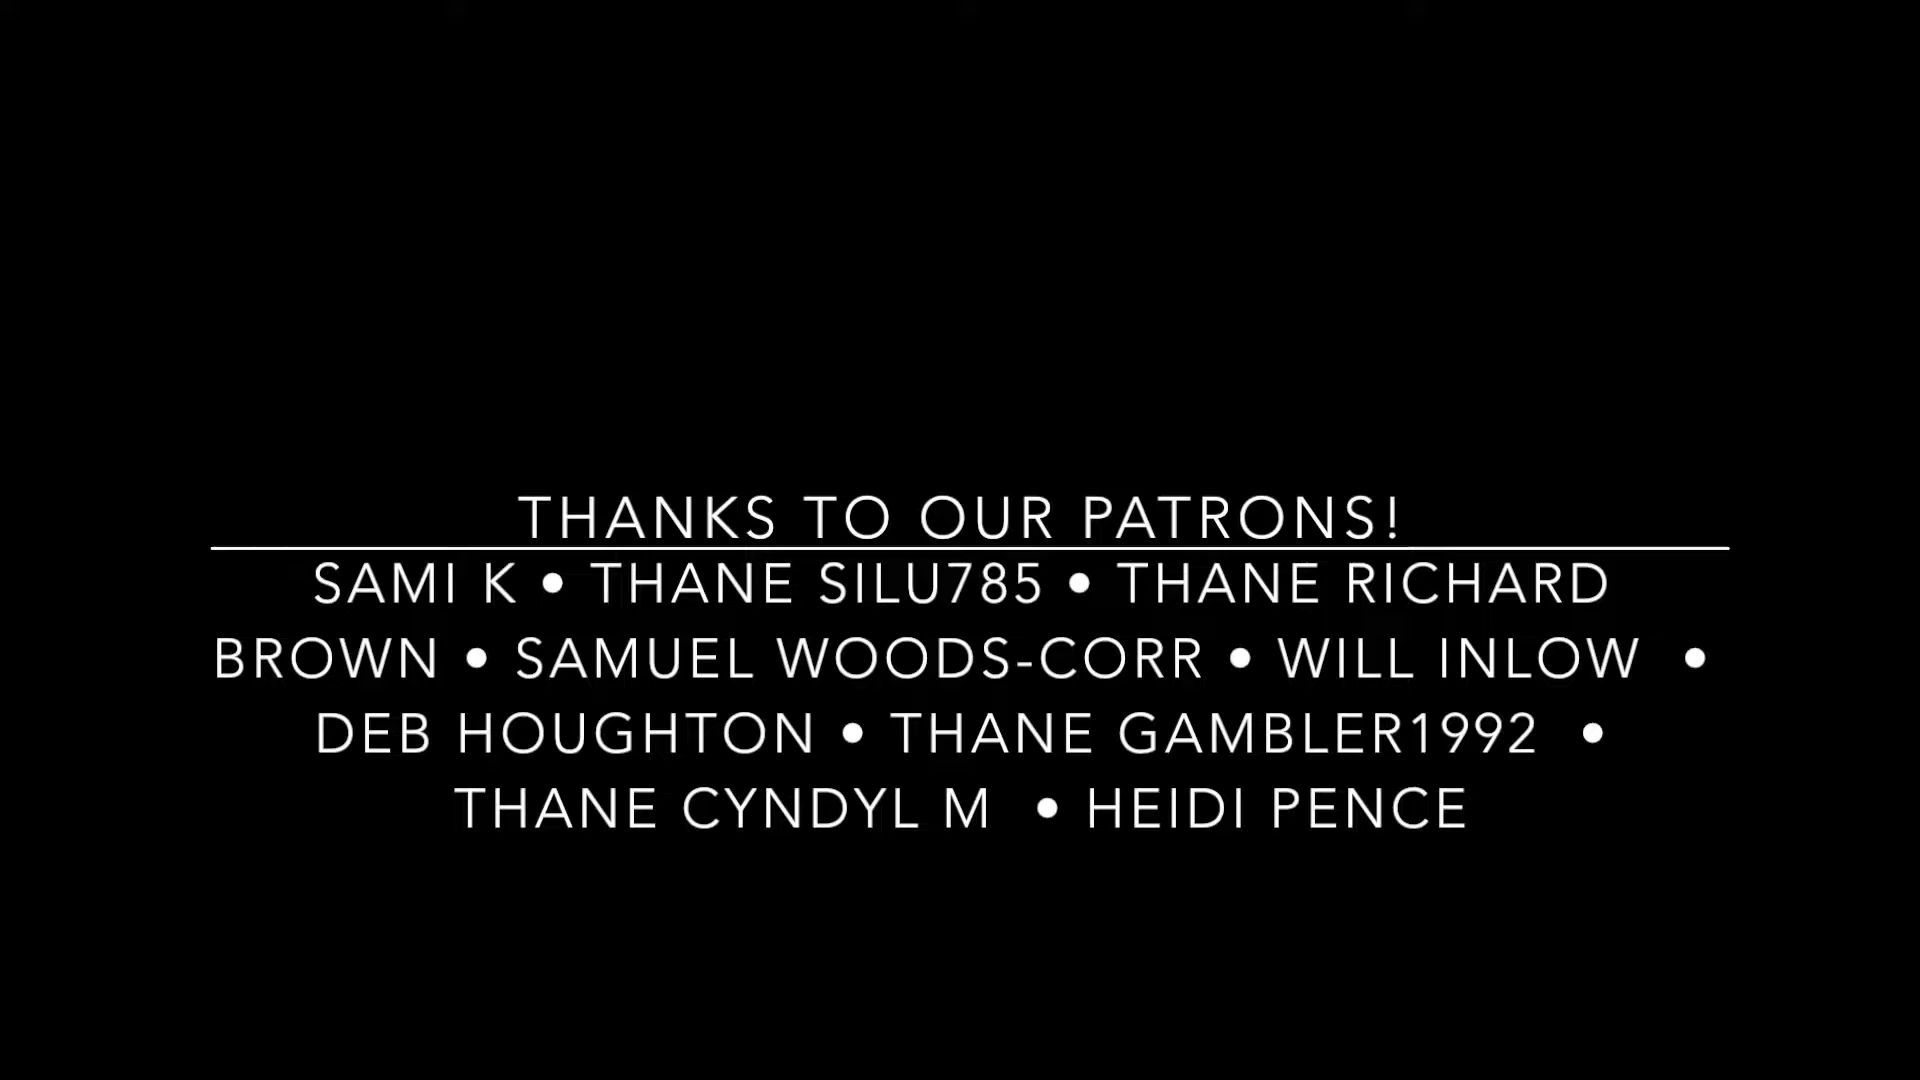 THANKS TO OUR PATRONS!
SAMI K • THANE SILU785 • THANE RICHARD
BROWN • SAMUEL WOODS-CORR • WILL INLOW •
DEB HOUGHTON • THANE GAMBLER1992 •
THANE CYNDYL M • HEIDI PENCE